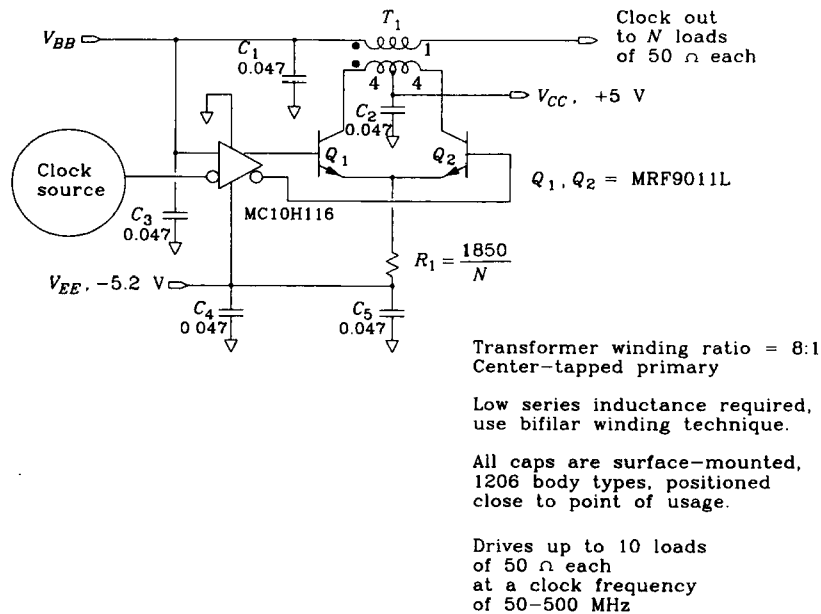 T1
Clock out
to N loads
of 50 Ω each
VBB
C1
0.047
1
4 4
VCC, +5 V
C2
0.047
Q1
Q2
Clock
source
Q1, Q2 = MRF9011L
MC10H116
C3
0.047
R1 = 1850
N
VEE, -5.2 V
C4
0 047
C5
0.047
Transformer winding ratio = 8:1
Center-tapped primary
Low series inductance required,
use bifilar winding technique.
All caps are surface-mounted,
1206 body types, positioned
close to point of usage.
Drives up to 10 loads
of 50 Ω each
at a clock frequency
of 50-500 MHz